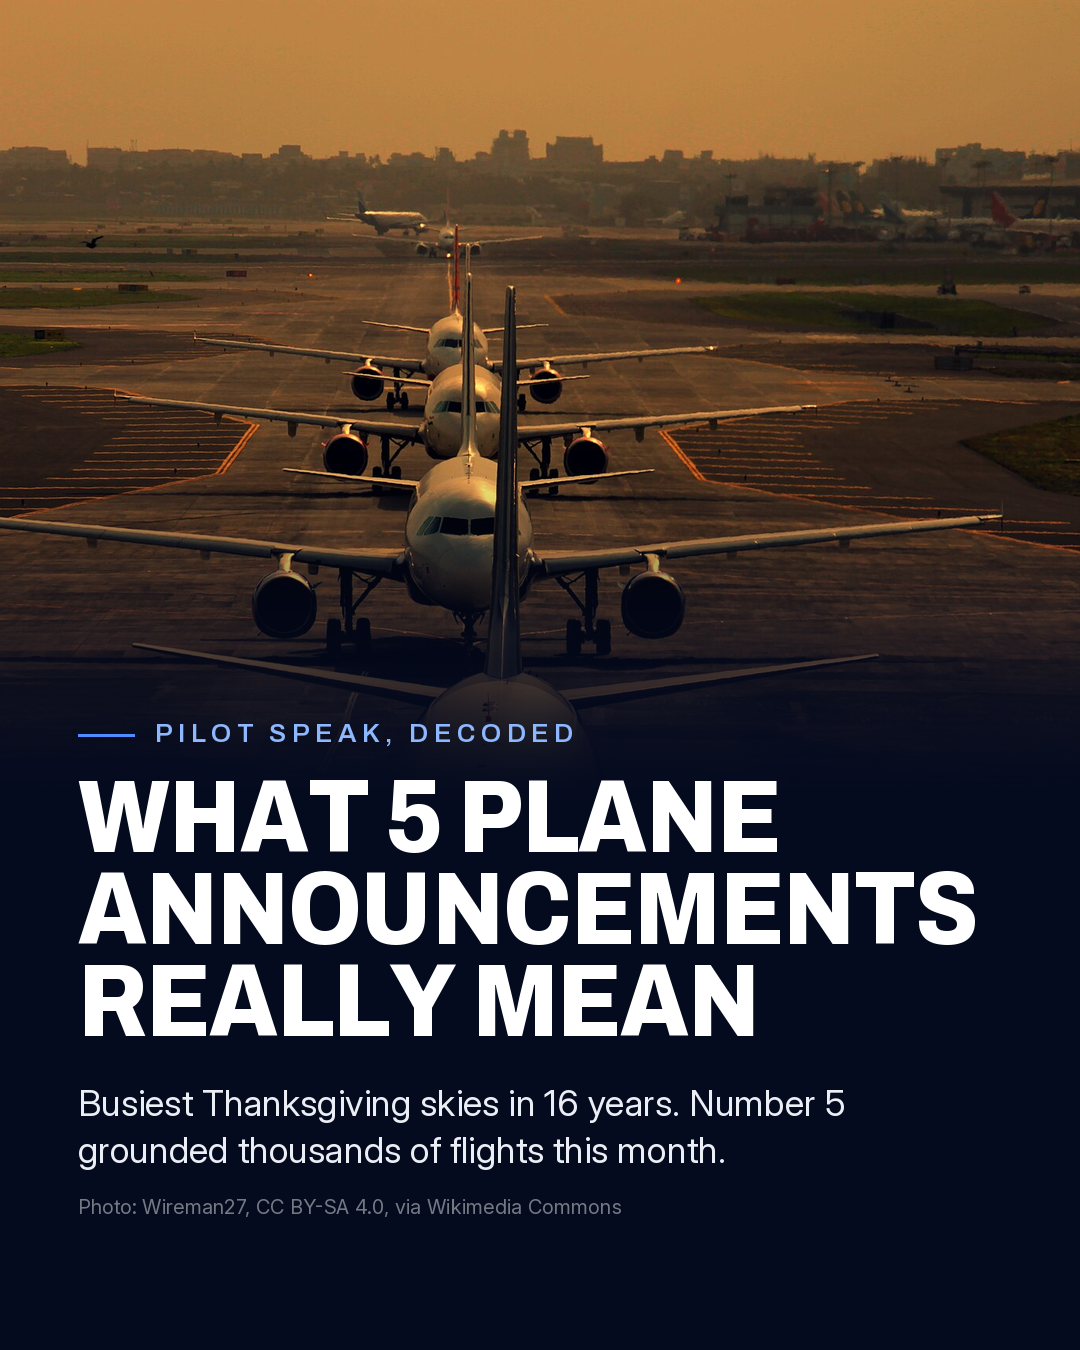 PILOT SPEAK, DECODED
WHAT 5 PLANE
ANNOUNCEMENTS
REALLY MEAN
Busiest Thanksgiving skies in 16 years. Number 5
grounded thousands of flights this month.
Photo: Wireman27, CC BY-SA 4.0, via Wikimedia Commons